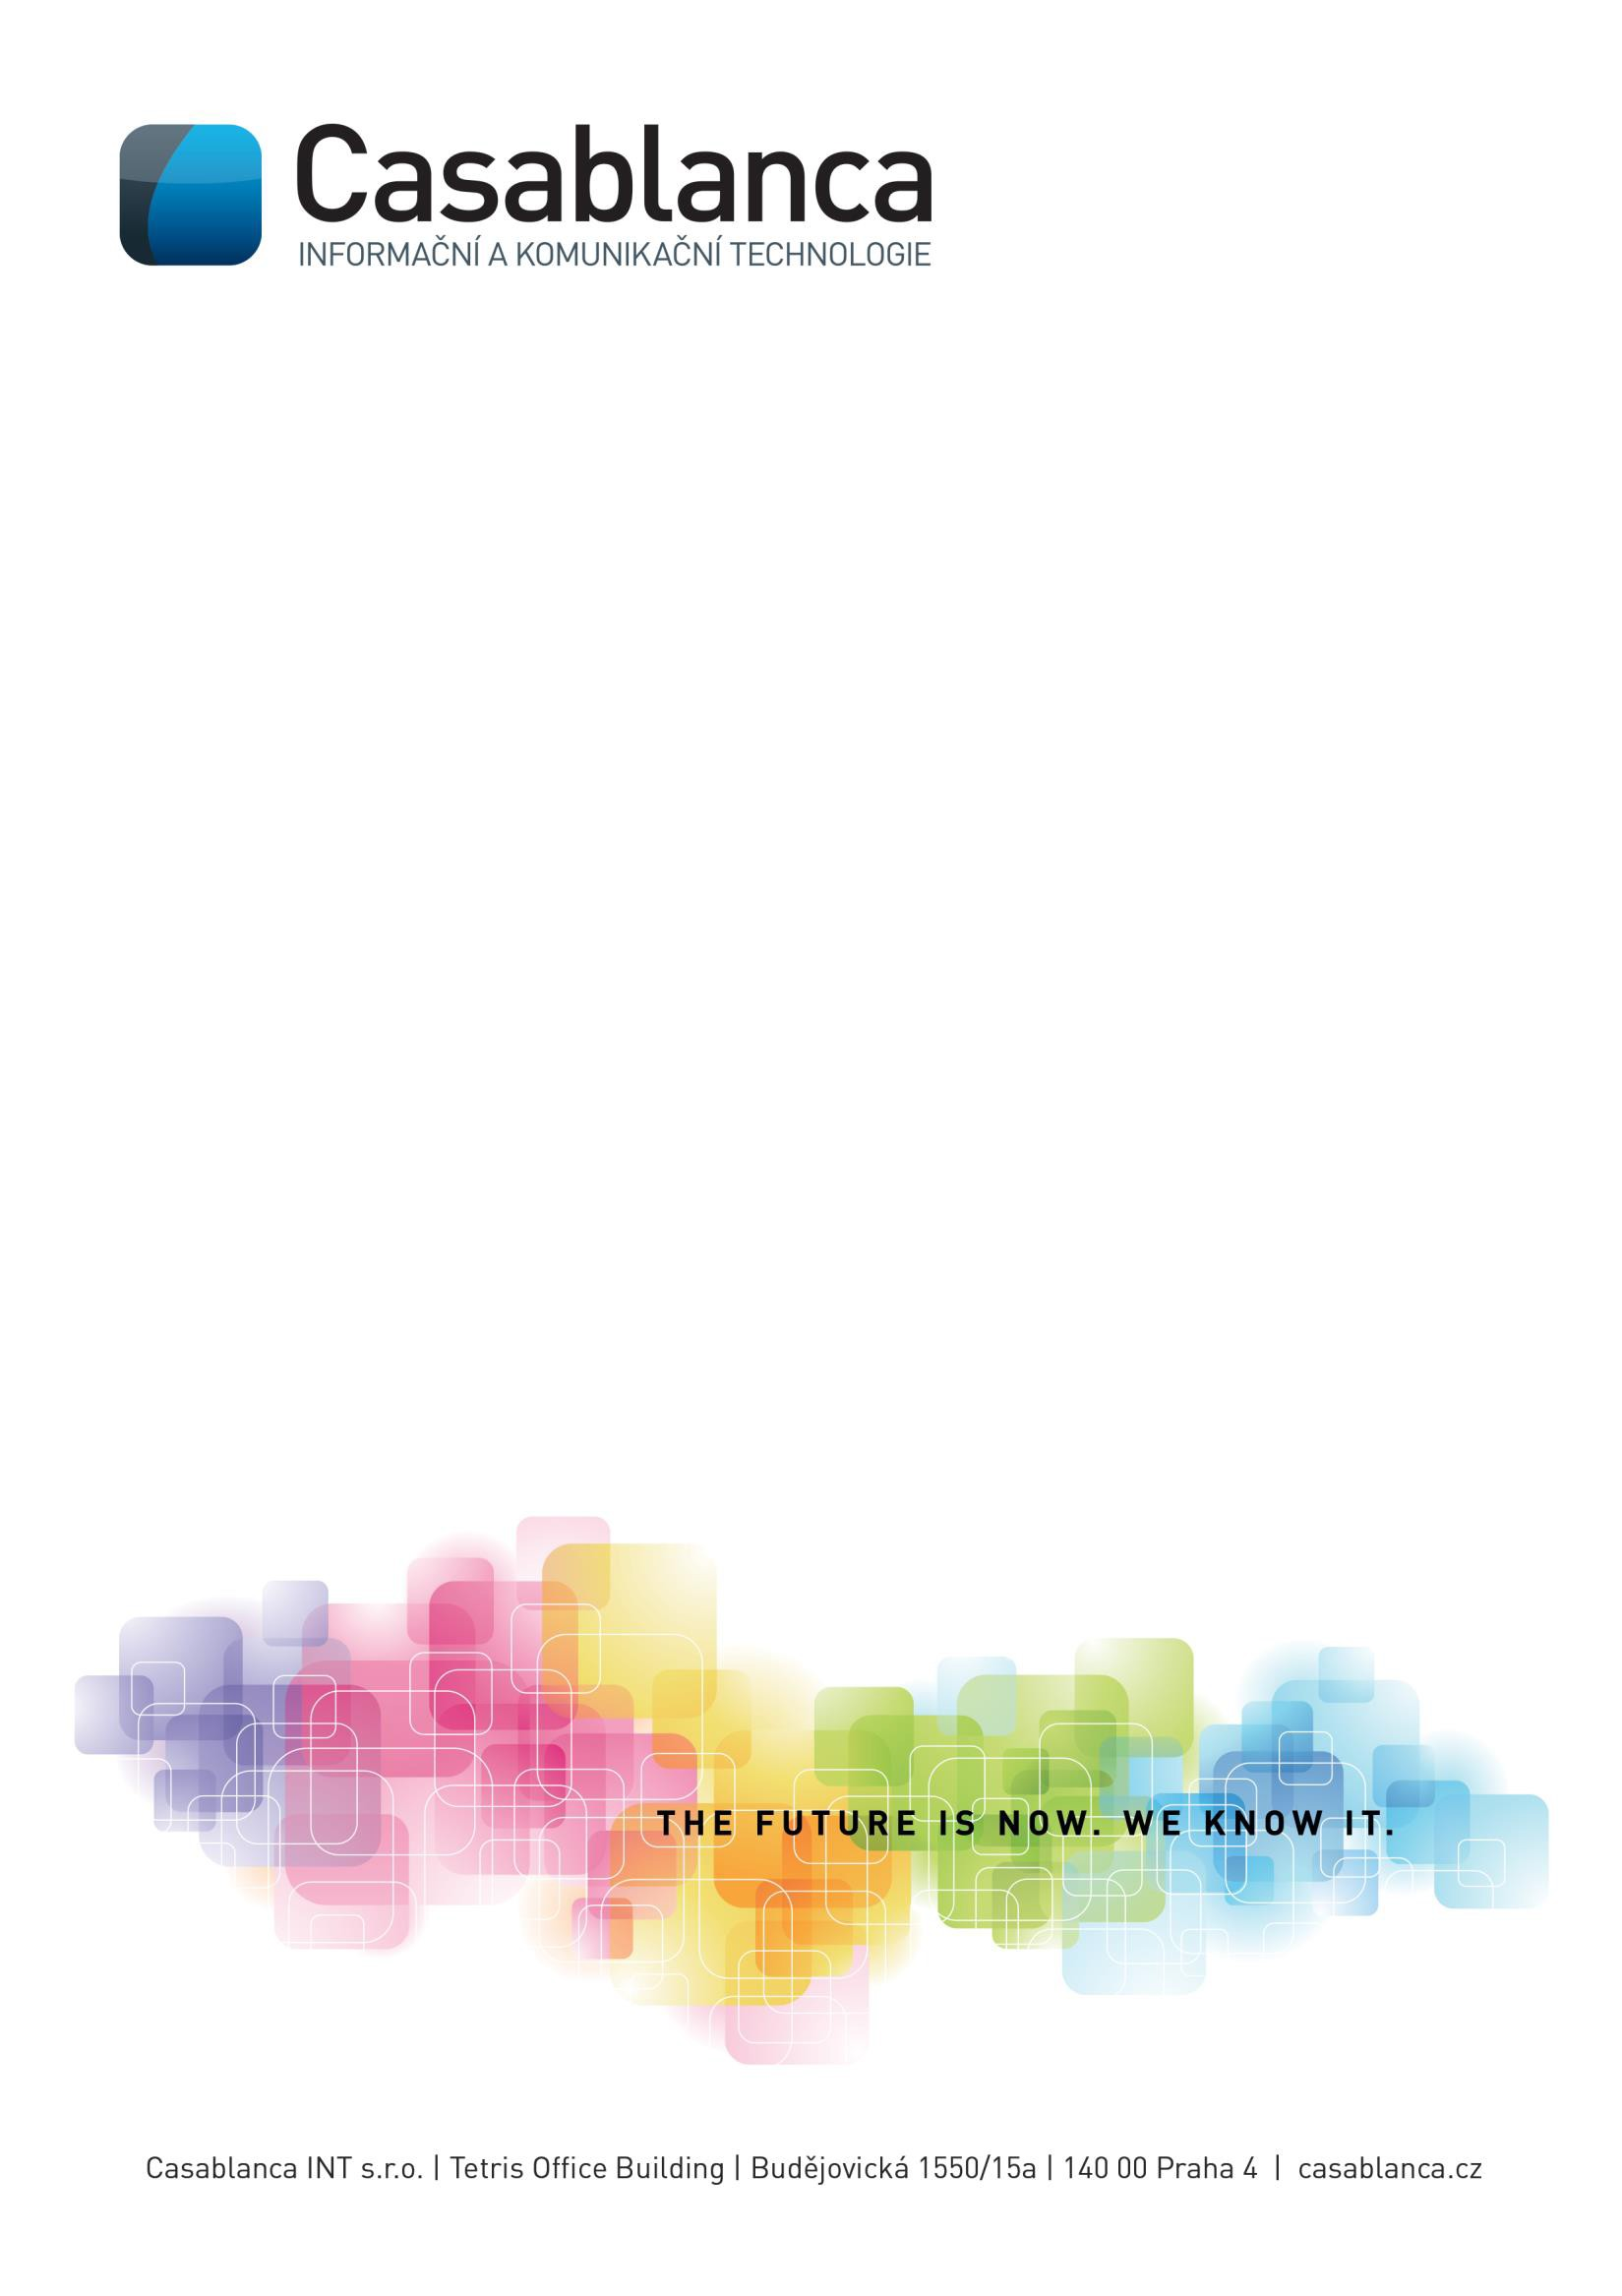 Casablanca
INFORMAČNÍ A KOMUNIKAČNÍ TECHNOLOGIE
THE FUTURE IS NOW. WE KNOW IT.
Casablanca INT s.r.o. | Tetris Office Building | Budějovická 1550/15a | 140 00 Praha 4 | casablanca.cz